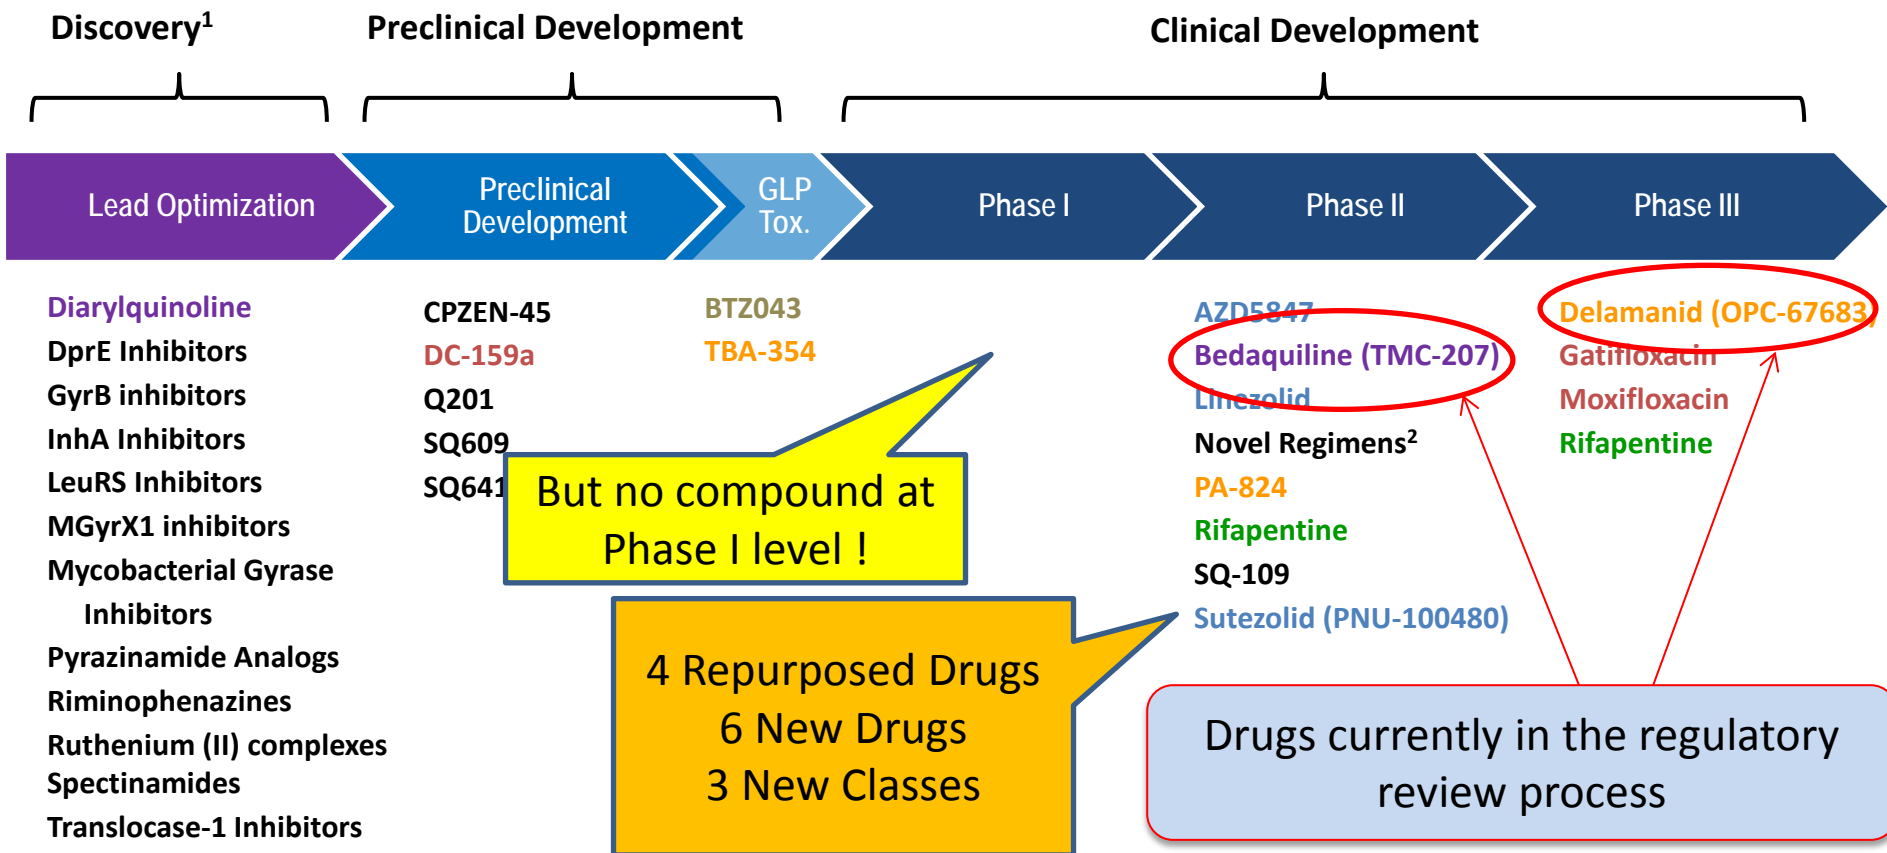 Discovery¹
Preclinical Development
Clinical Development
Lead Optimization
Preclinical
Development
GLP
Tox.
Phase I
Phase II
Phase III
Diarylquinoline
DprE Inhibitors
GyrB inhibitors
InhA Inhibitors
LeuRS Inhibitors
MGyrX1 inhibitors
Mycobacterial Gyrase
Inhibitors
Pyrazinamide Analogs
Riminophenazines
Ruthenium (II) complexes
Spectinamides
Translocase-1 Inhibitors
CPZEN-45
DC-159a
Q201
SQ609
SQ641
BTZ043
TBA-354
But no compound at
Phase I level !
4 Repurposed Drugs
6 New Drugs
3 New Classes
AZD5847
Bedaquiline (TMC-207)
Linezolid
Novel Regimens²
PA-824
Rifapentine
SQ-109
Sutezolid (PNU-100480)
Delamanid (OPC-67683)
Gatifloxacin
Moxifloxacin
Rifapentine
Drugs currently in the regulatory
review process